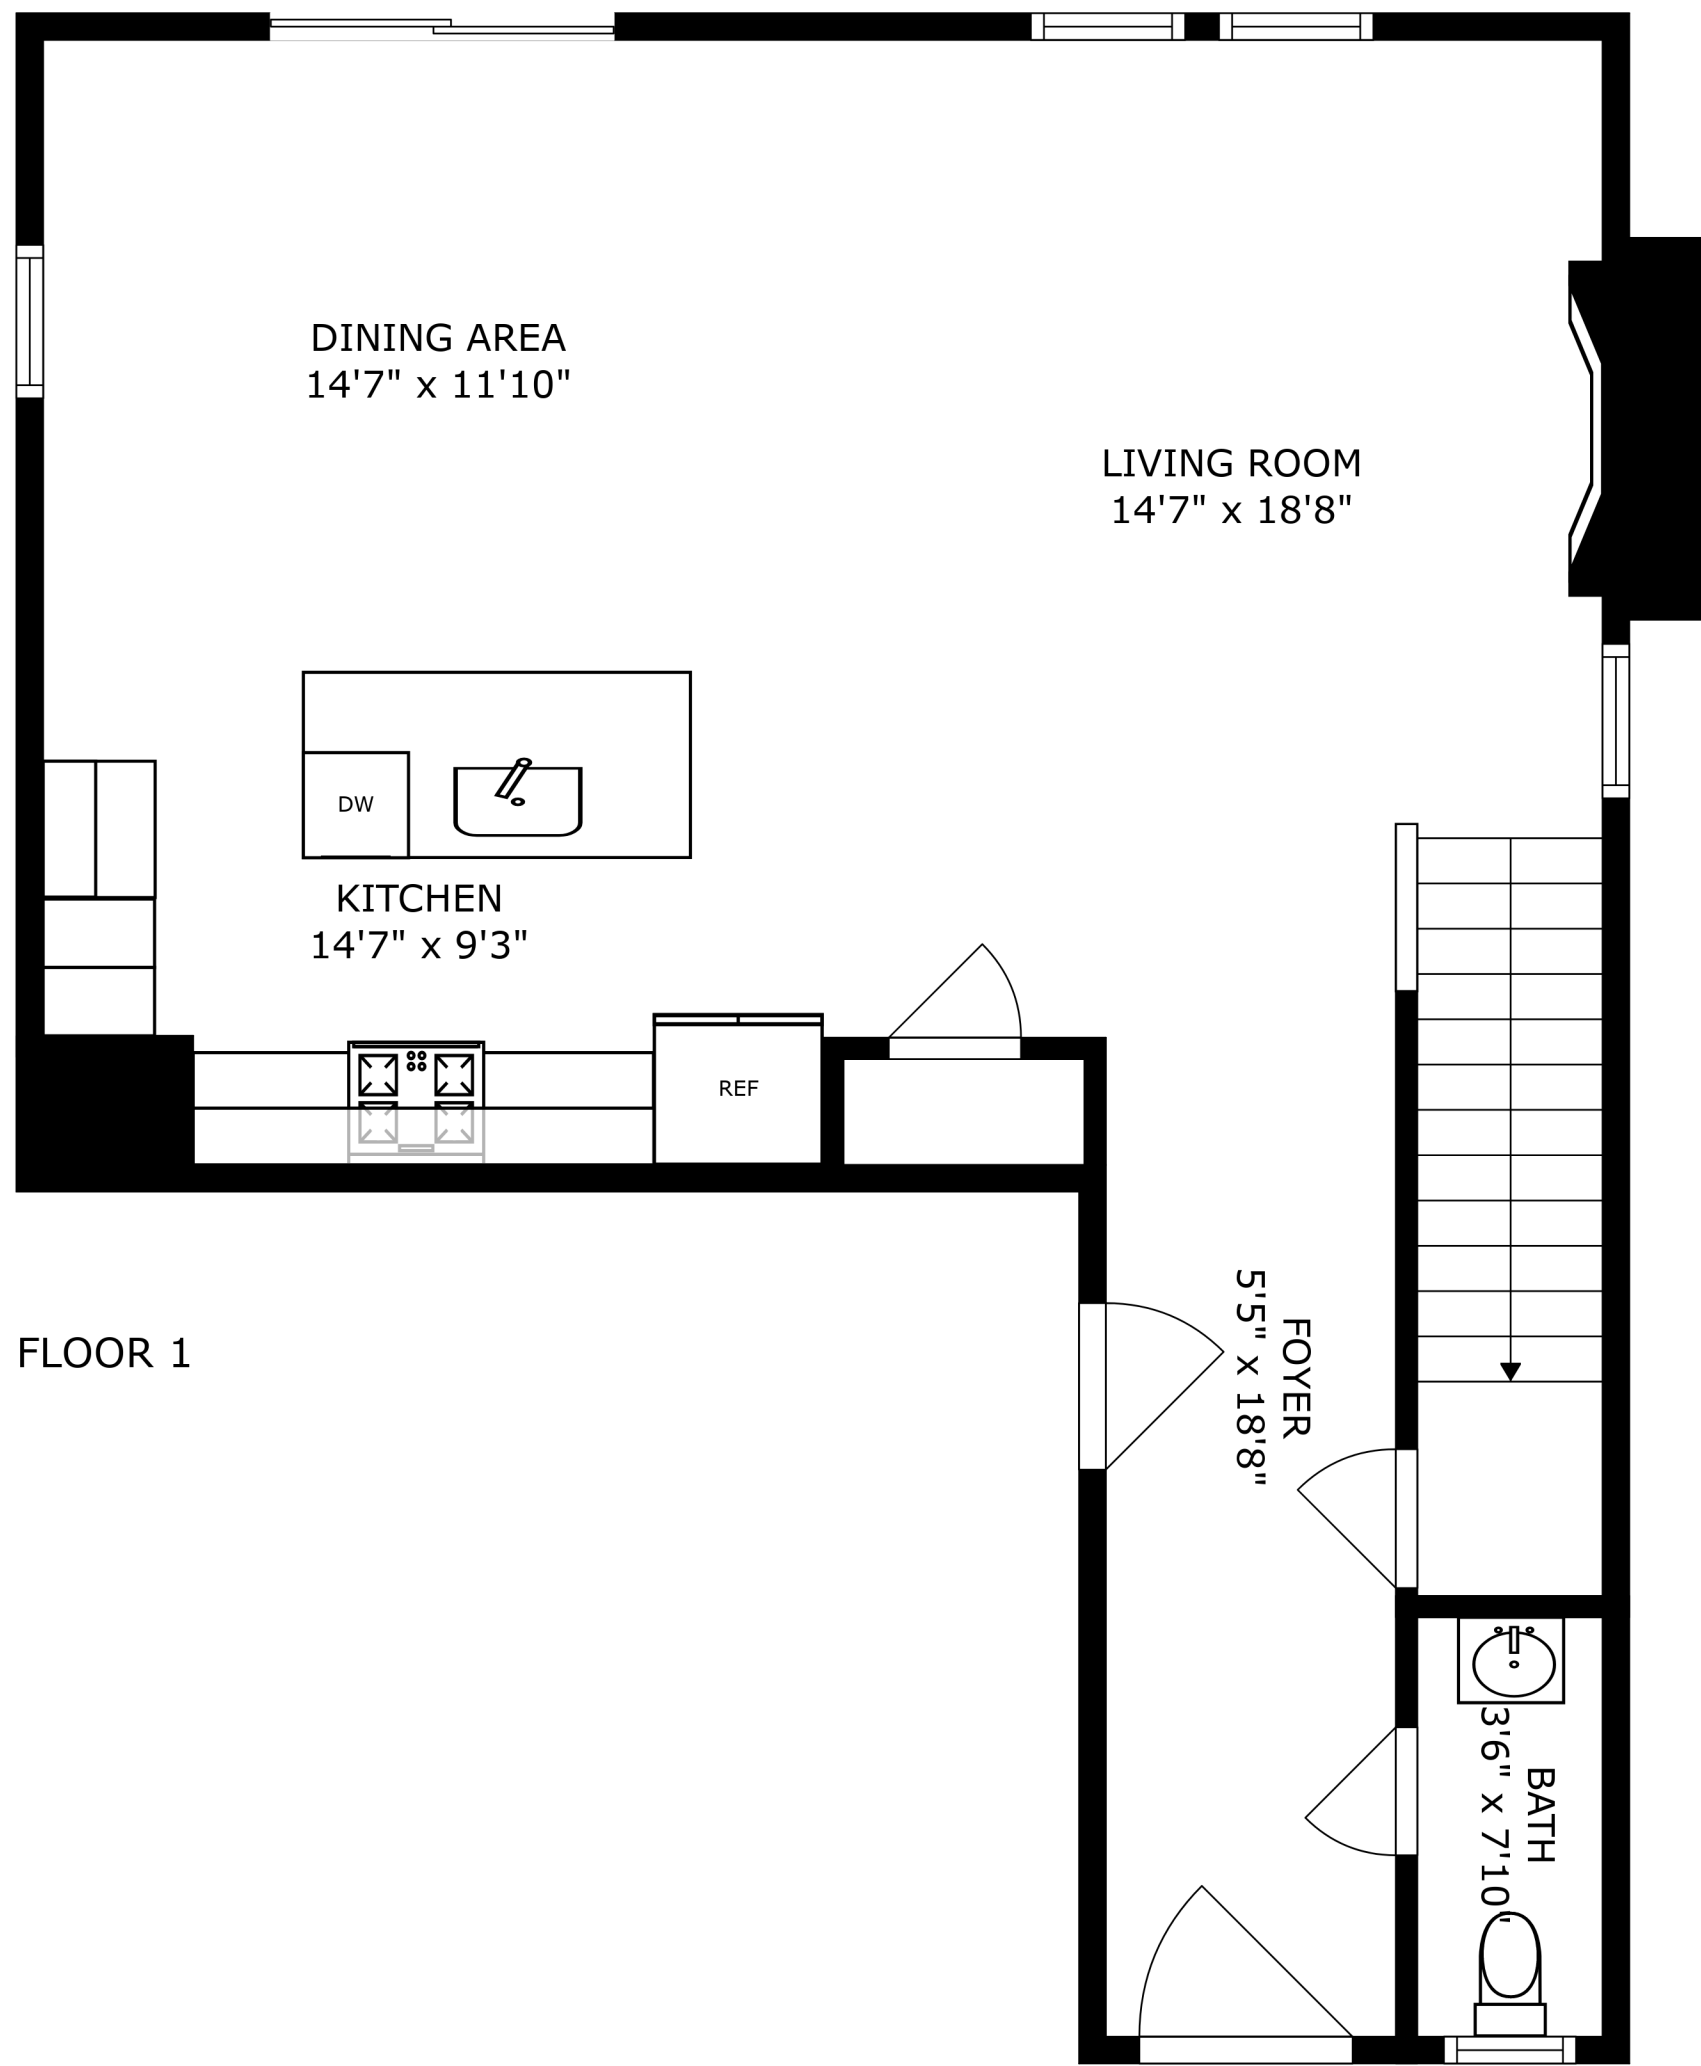 DINING AREA
14'7" x 11'10"
LIVING ROOM
14'7" x 18'8"
DW
KITCHEN
14'7" x 9'3"
REF
FOYER
5'5" x 18'8"
FLOOR 1
BATH
3'6" x 7'10"